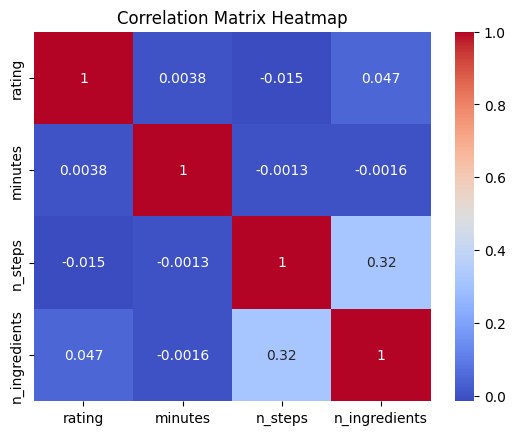 Correlation Matrix Heatmap
rating 1 0.0038 -0.015 0.047
minutes 0.0038 1 -0.0013 -0.0016
n_steps -0.015 -0.0013 1 0.32
n_ingredients 0.047 -0.0016 0.32 1
rating minutes n_steps n_ingredients
1.0
0.8
0.6
0.4
0.2
0.0